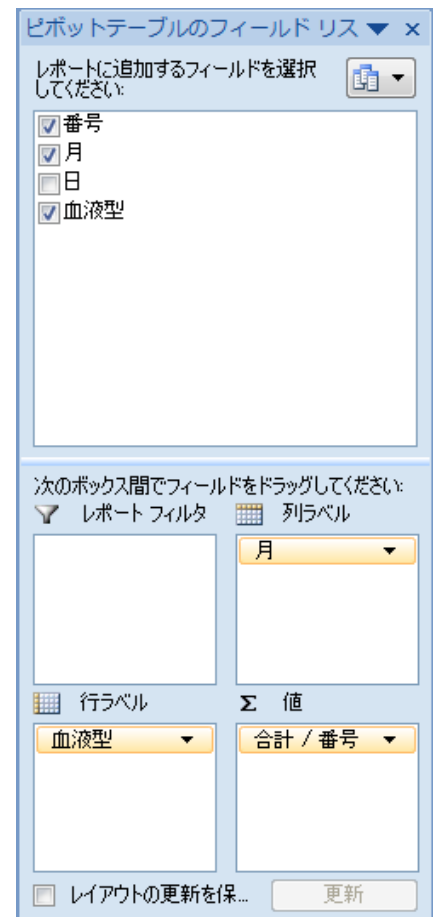 ピボットテーブルのフィールド リス
レポートに追加するフィールドを選択
してください:
番号
月
日
血液型
次のボックス間でフィールドをドラッグしてください:
レポート フィルタ
列ラベル
月
行ラベル
Σ 値
血液型
合計 / 番号
レイアウトの更新を保...
更新